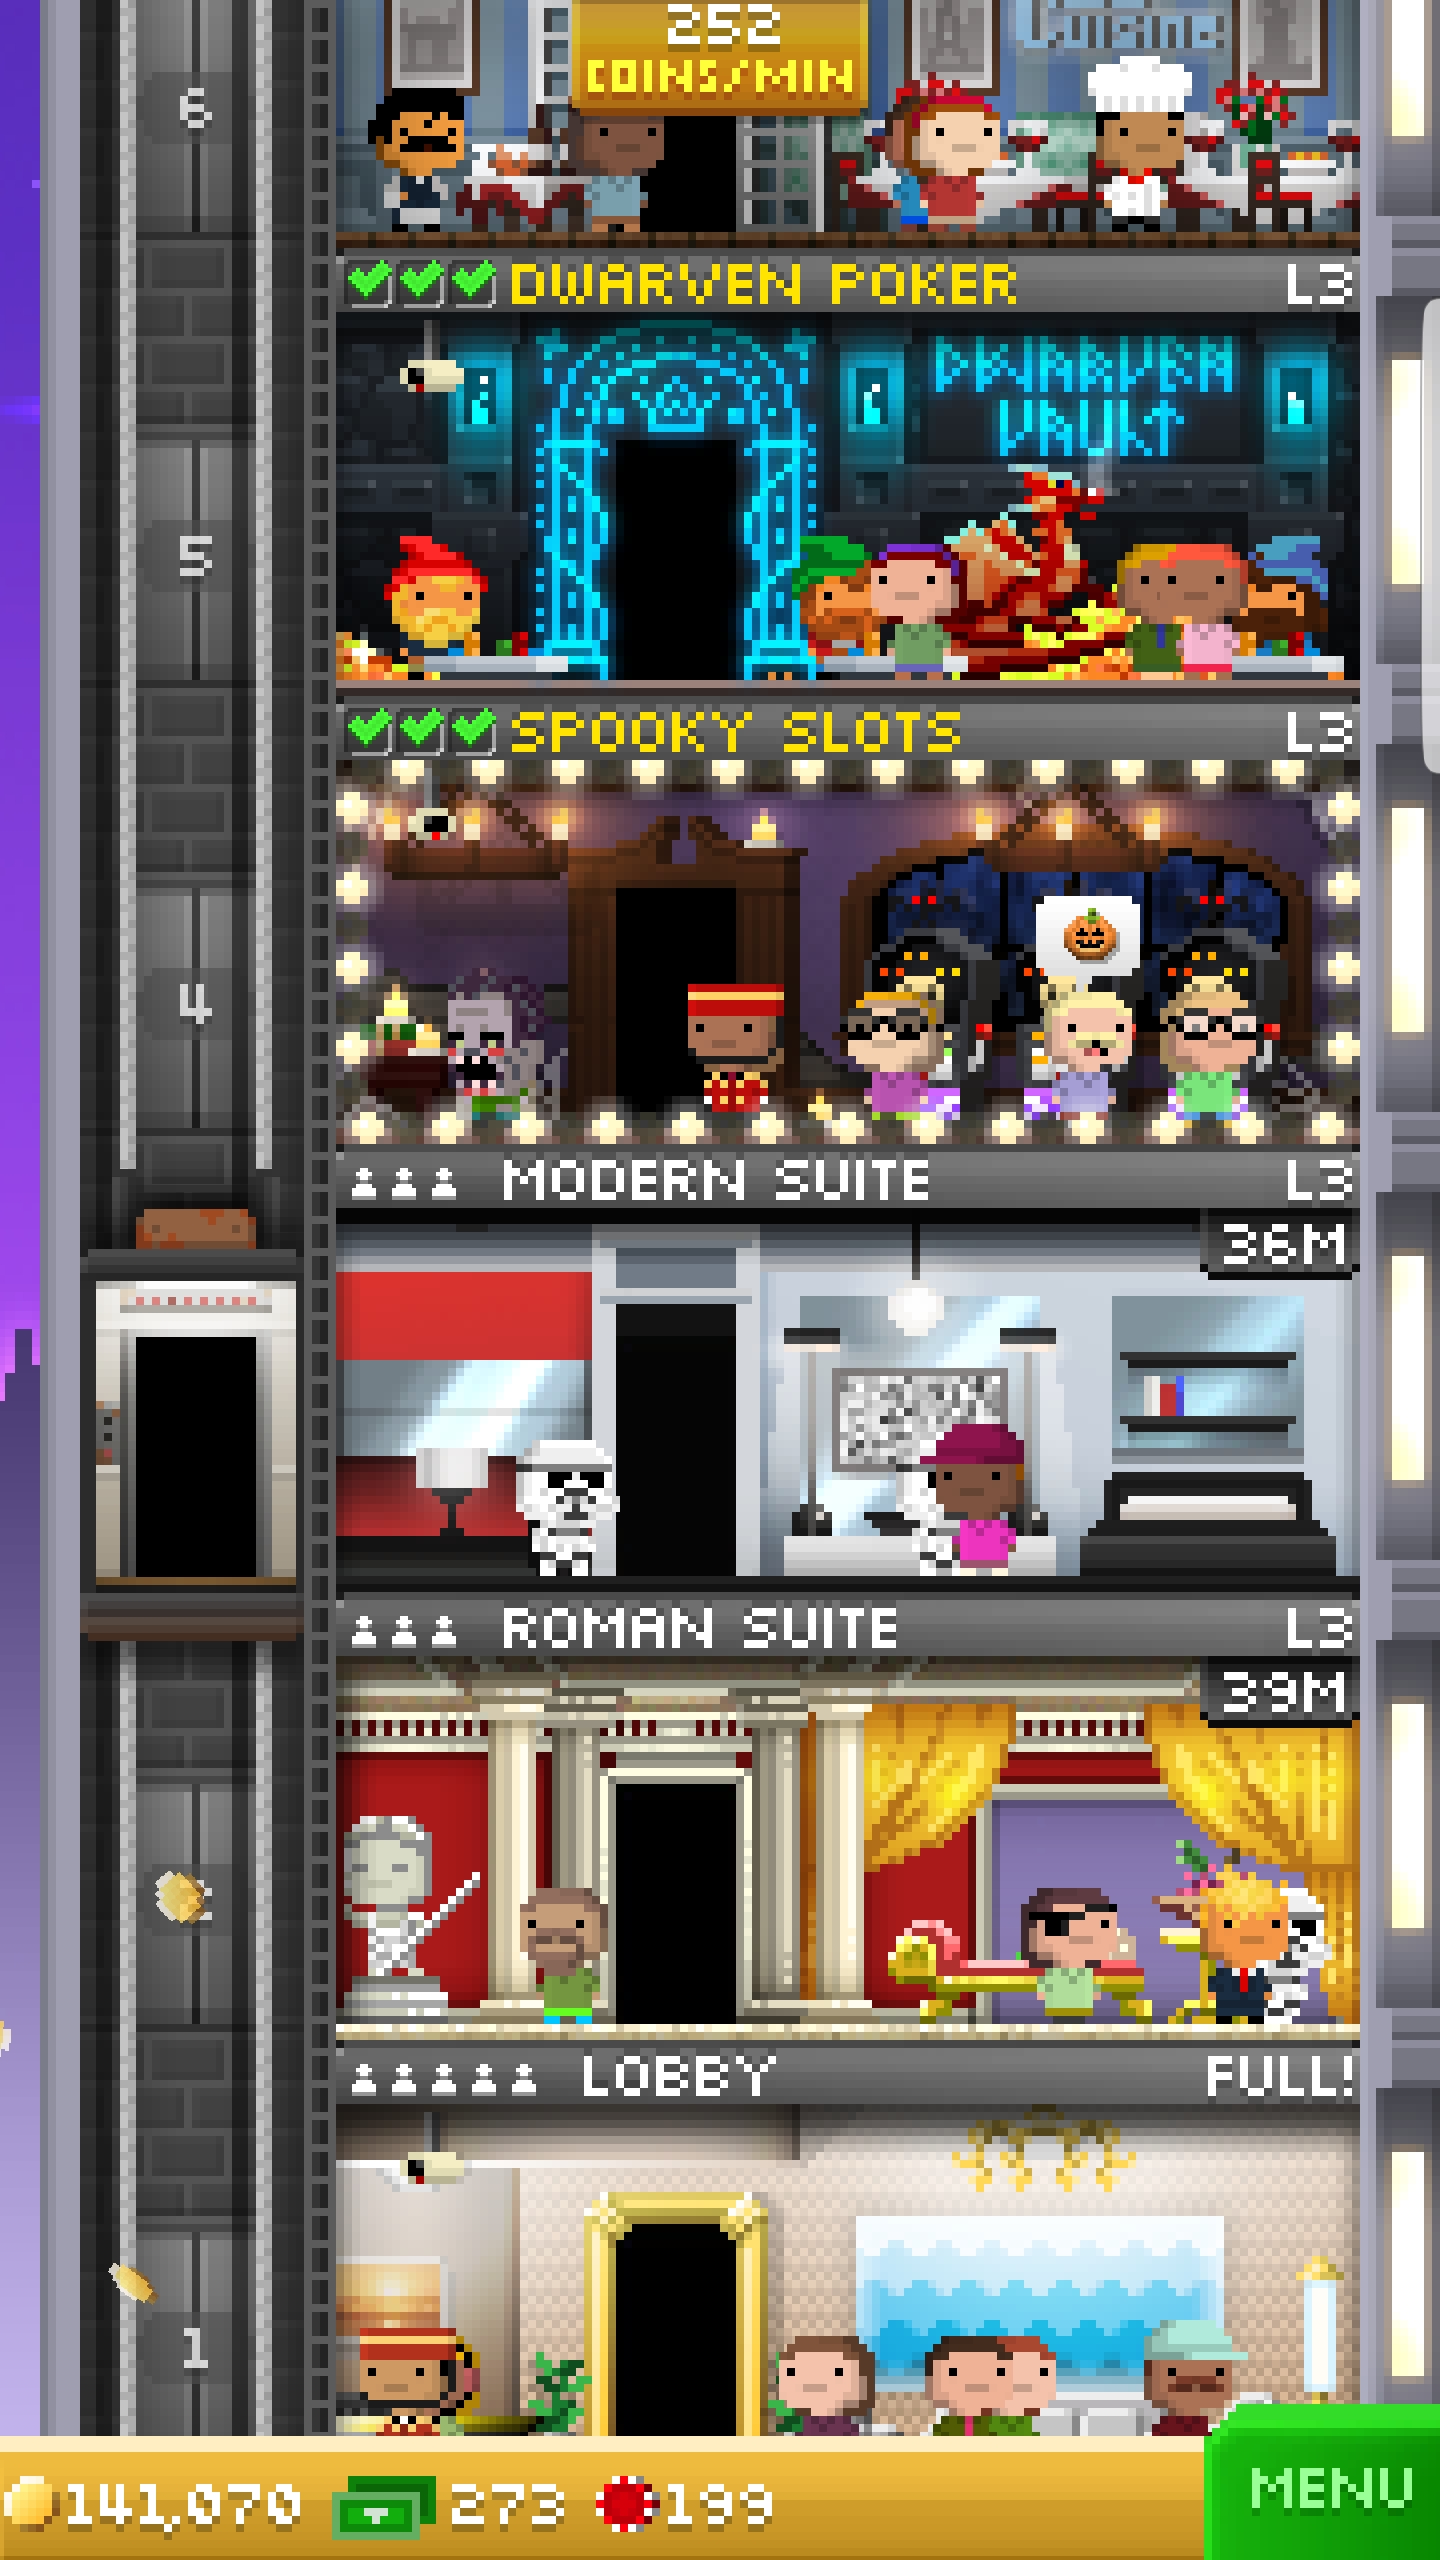 252
COINS/MIN
Cuisine
6
DWARVEN POKER L3
DWARVEN
VAULT
5
SPOOKY SLOTS L3
4
MODERN SUITE L3
36M
ROMAN SUITE L3
39M
LOBBY FULL!
1
141,070 273 199
MENU